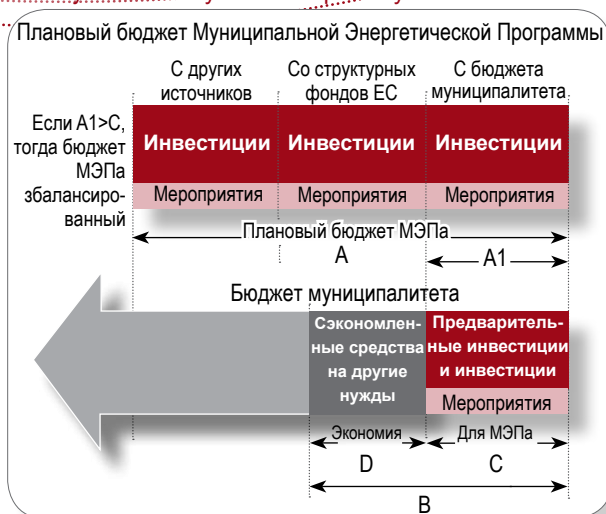 Плановый бюджет Муниципальной Энергетической Программы
С других источников
Со структурных фондов ЕС
С бюджета муниципалитета
Если А1>С,
тогда бюджет
МЭПа
збалансиро-
ванный
Инвестиции Инвестиции Инвестиции
Мероприятия Мероприятия Мероприятия
Плановый бюджет МЭПа
А
А1
Бюджет муниципалитета
Сэкономлен-
ные средства
на другие
нужды
Предваритель-
ные инвестиции
и инвестиции
Мероприятия
Экономия
Для МЭПа
D
C
B